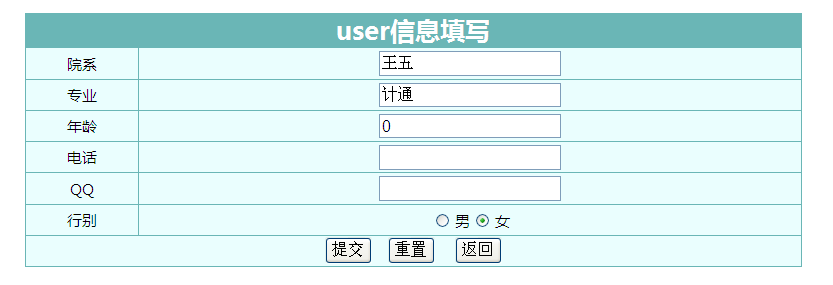 user信息填写
院系 王五
专业 计通
年龄 0
电话
QQ
行别 男 女
提交 重置 返回